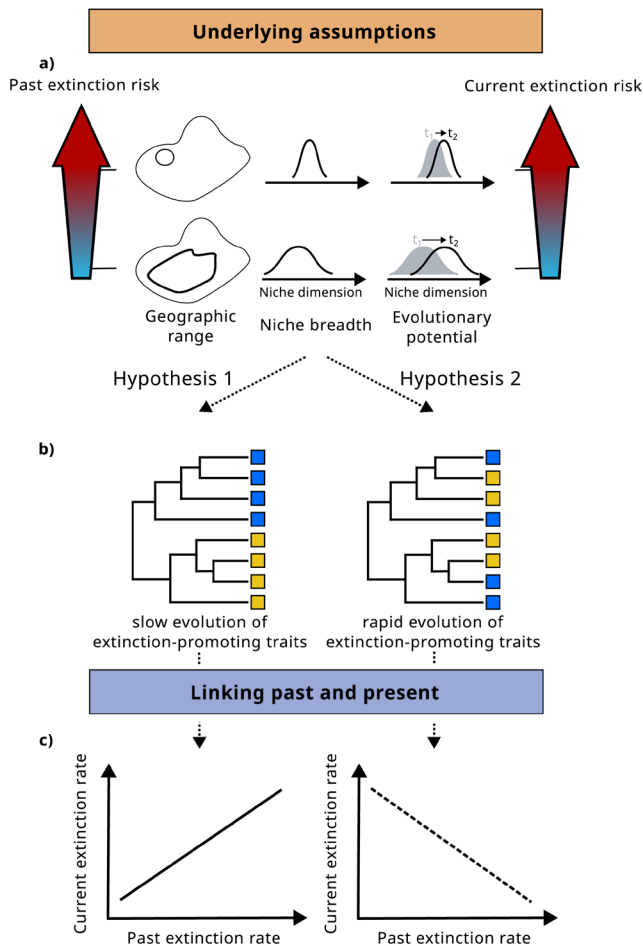 Underlying assumptions
a)
Past extinction risk
Current extinction risk
t1 t2
t1 t2
Niche dimension
Niche dimension
Geographic
range
Niche breadth
Evolutionary
potential
Hypothesis 1
Hypothesis 2
b)
slow evolution of
extinction-promoting traits
rapid evolution of
extinction-promoting traits
Linking past and present
c)
Current extinction rate
Past extinction rate
Current extinction rate
Past extinction rate